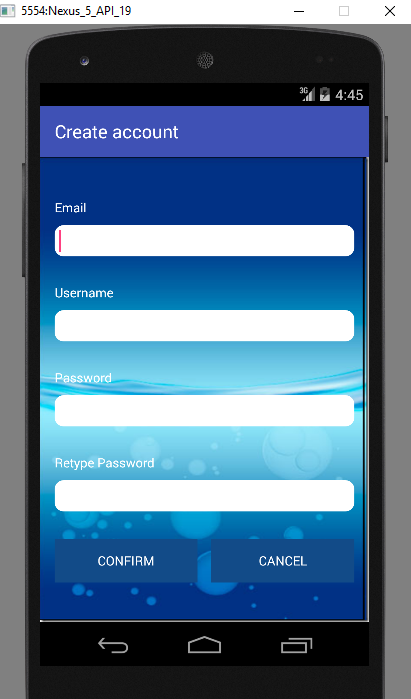 5554:Nexus_5_API_19
3G 4:45
Create account
Email
Username
Password
Retype Password
CONFIRM CANCEL